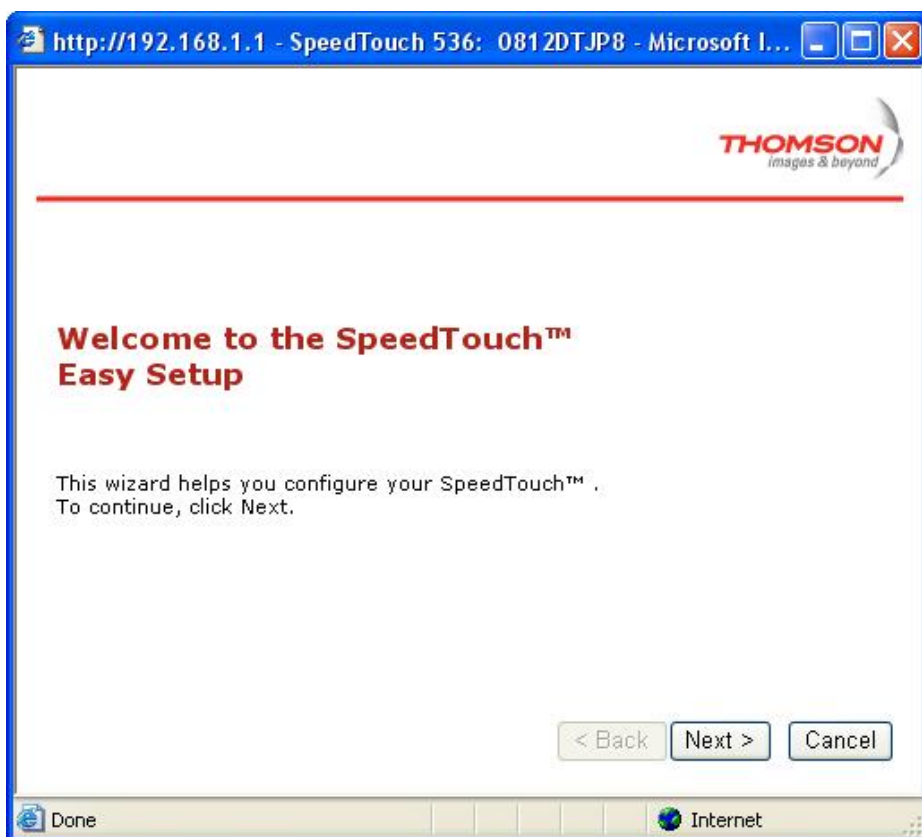 http://192.168.1.1 - SpeedTouch 536: 0812DTJP8 - Microsoft I...
THOMSON
images & beyond
Welcome to the SpeedTouch™
Easy Setup
This wizard helps you configure your SpeedTouch™ .
To continue, click Next.
< Back Next > Cancel
Done Internet